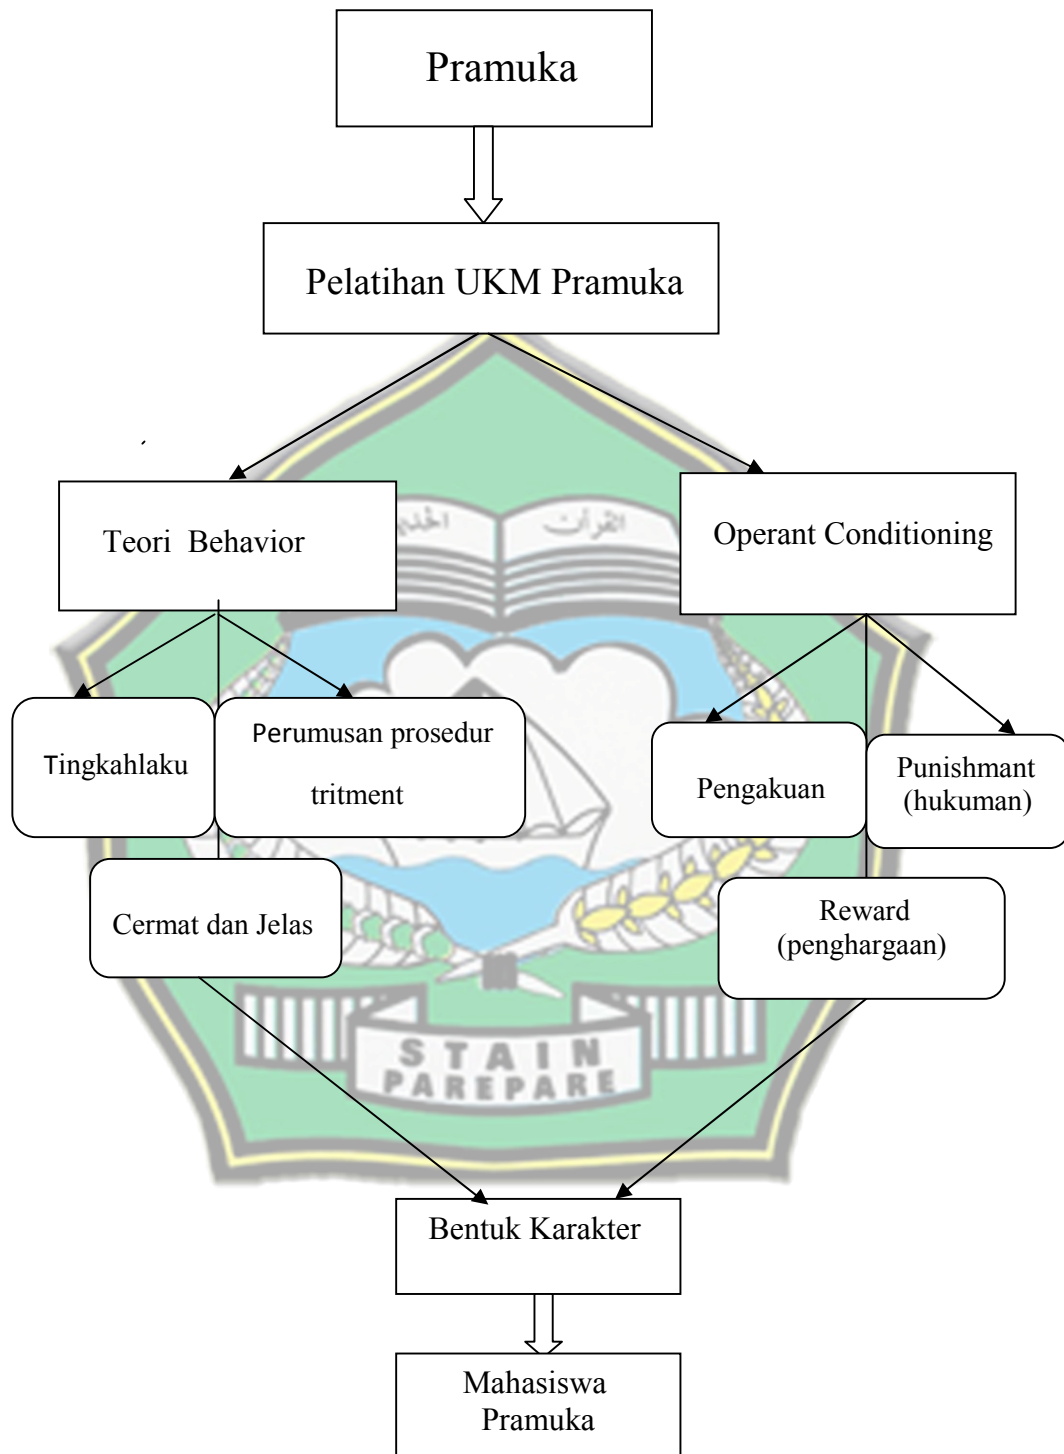 Pramuka
Pelatihan UKM Pramuka
Teori Behavior
Operant Conditioning
القرآن
Tingkahlaku
Perumusan prosedur
tritment
Pengakuan
Punishmant
(hukuman)
Cermat dan Jelas
Reward
(penghargaan)
STAIN
PAREPARE
Bentuk Karakter
Mahasiswa
Pramuka